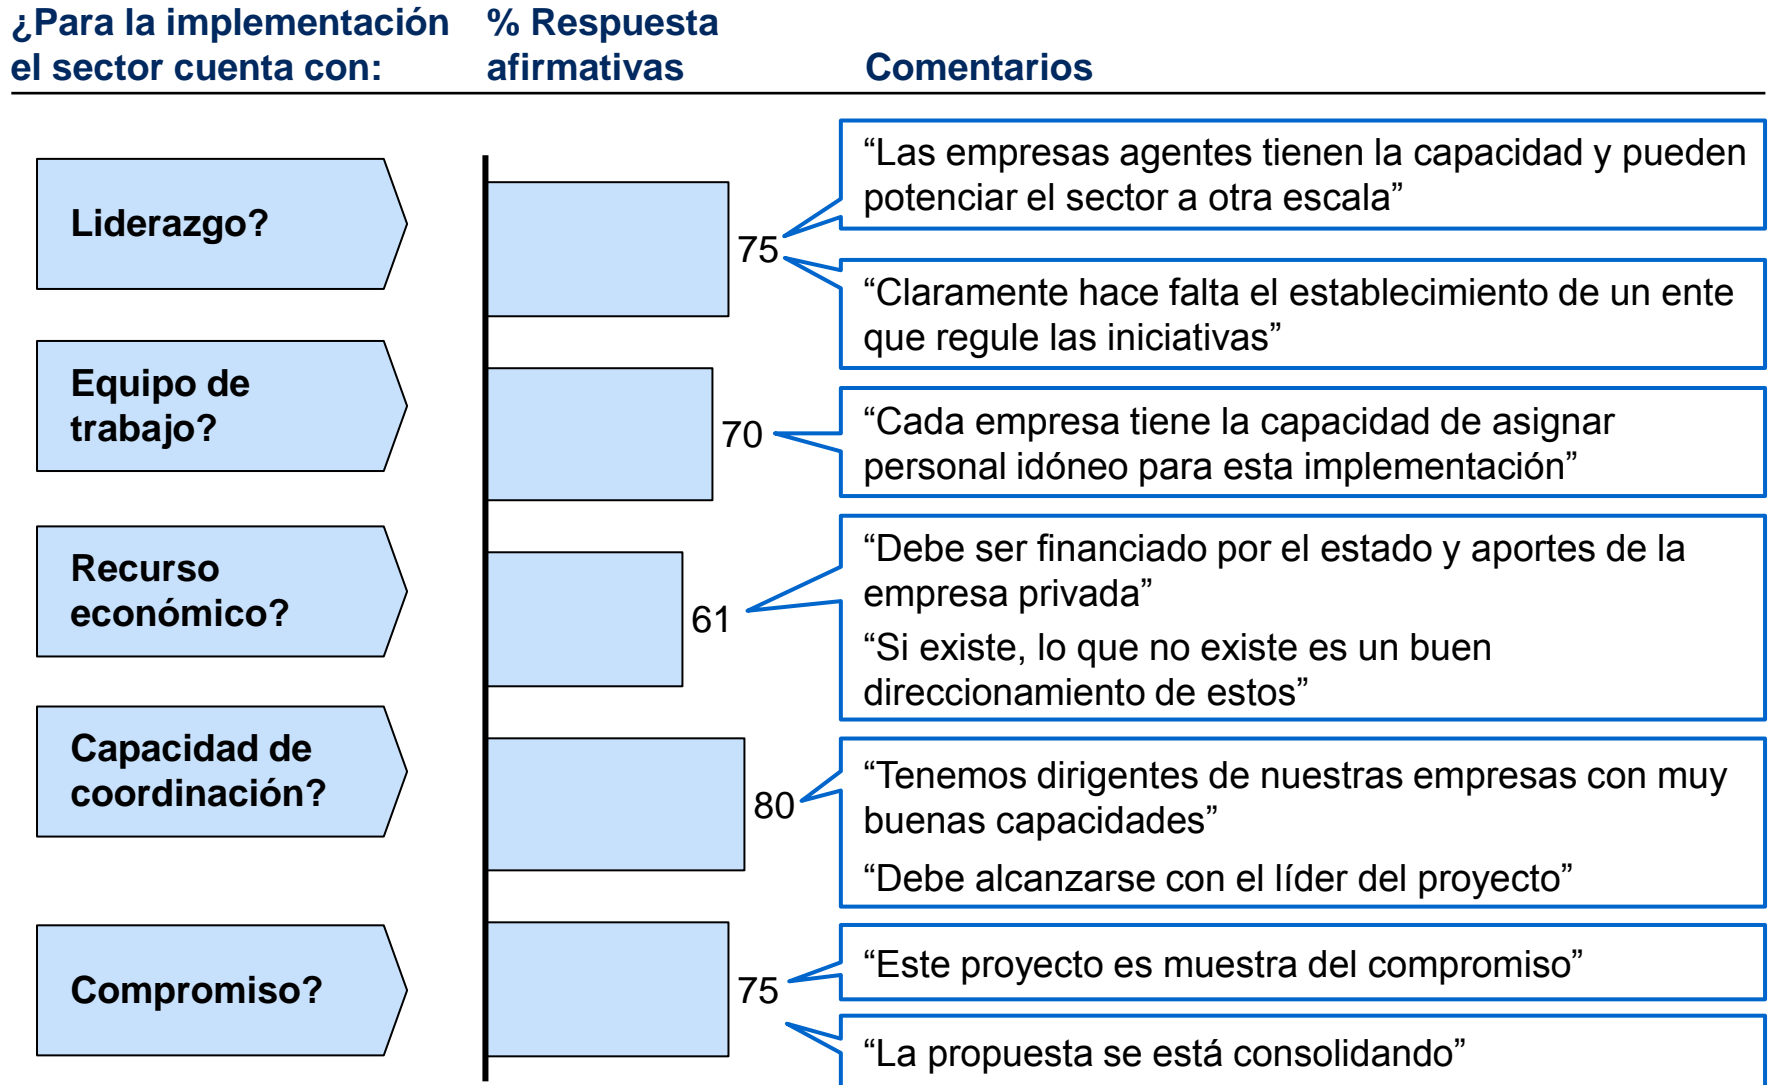 ¿Para la implementación
el sector cuenta con:
% Respuesta
afirmativas
Comentarios
Liderazgo?
75
“Las empresas agentes tienen la capacidad y pueden
potenciar el sector a otra escala”
“Claramente hace falta el establecimiento de un ente
que regule las iniciativas”
Equipo de
trabajo?
70
“Cada empresa tiene la capacidad de asignar
personal idóneo para esta implementación”
Recurso
económico?
61
“Debe ser financiado por el estado y aportes de la
empresa privada”
“Si existe, lo que no existe es un buen
direccionamiento de estos”
Capacidad de
coordinación?
80
“Tenemos dirigentes de nuestras empresas con muy
buenas capacidades”
“Debe alcanzarse con el líder del proyecto”
Compromiso?
75
“Este proyecto es muestra del compromiso”
“La propuesta se está consolidando”